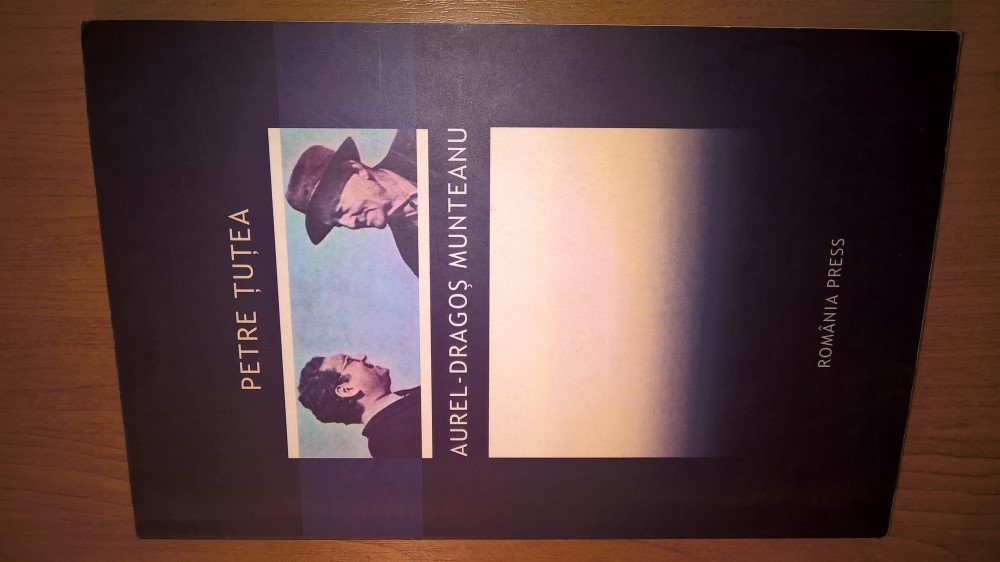 PETRE ȚUȚEA
AUREL-DRAGOȘ MUNTEANU
ROMÂNIA PRESS